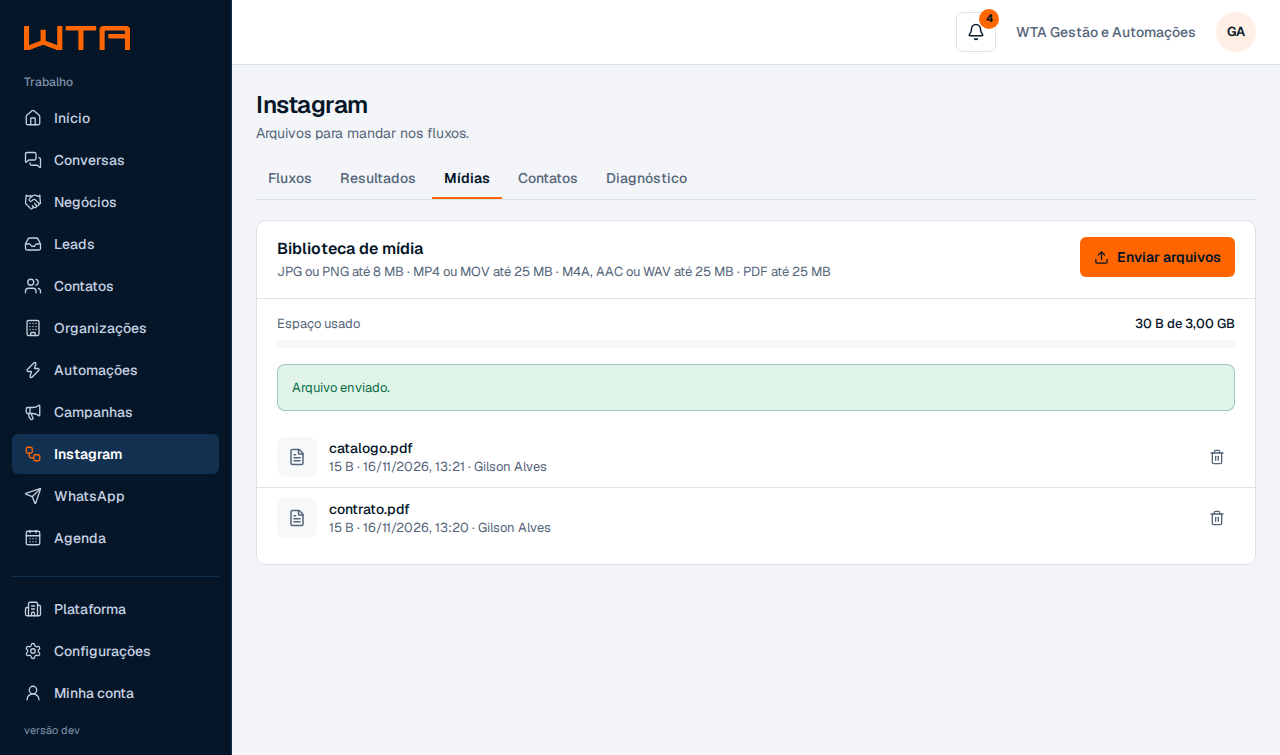 WTA
4
WTA Gestão e Automações
GA
Trabalho
Início
Conversas
Negócios
Leads
Contatos
Organizações
Automações
Campanhas
Instagram
WhatsApp
Agenda
Plataforma
Configurações
Minha conta
versão dev
Instagram
Arquivos para mandar nos fluxos.
Fluxos
Resultados
Mídias
Contatos
Diagnóstico
Biblioteca de mídia
JPG ou PNG até 8 MB · MP4 ou MOV até 25 MB · M4A, AAC ou WAV até 25 MB · PDF até 25 MB
Enviar arquivos
Espaço usado
30 B de 3,00 GB
Arquivo enviado.
catalogo.pdf
15 B · 16/11/2026, 13:21 · Gilson Alves
contrato.pdf
15 B · 16/11/2026, 13:20 · Gilson Alves